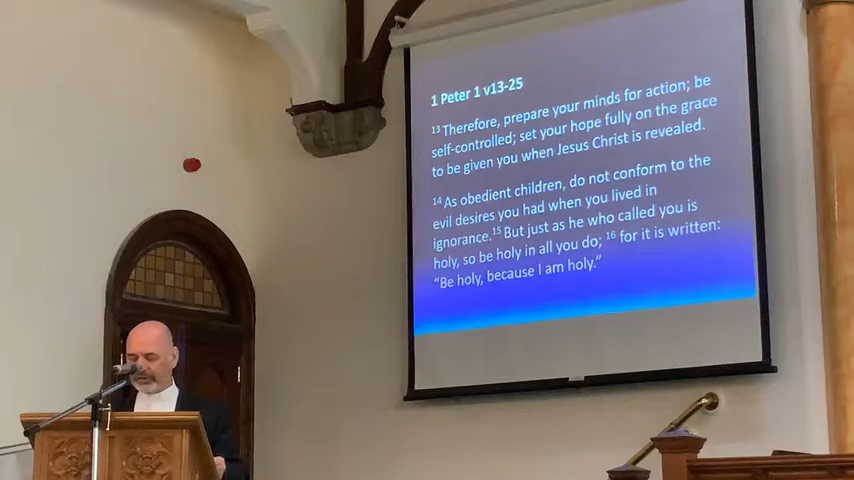 1 Peter 1 v13-25
13 Therefore, prepare your minds for action; be
self-controlled; set your hope fully on the grace
to be given you when Jesus Christ is revealed.
14 As obedient children, do not conform to the
evil desires you had when you lived in
ignorance. 15 But just as he who called you is
holy, so be holy in all you do; 16 for it is written:
“Be holy, because I am holy.”